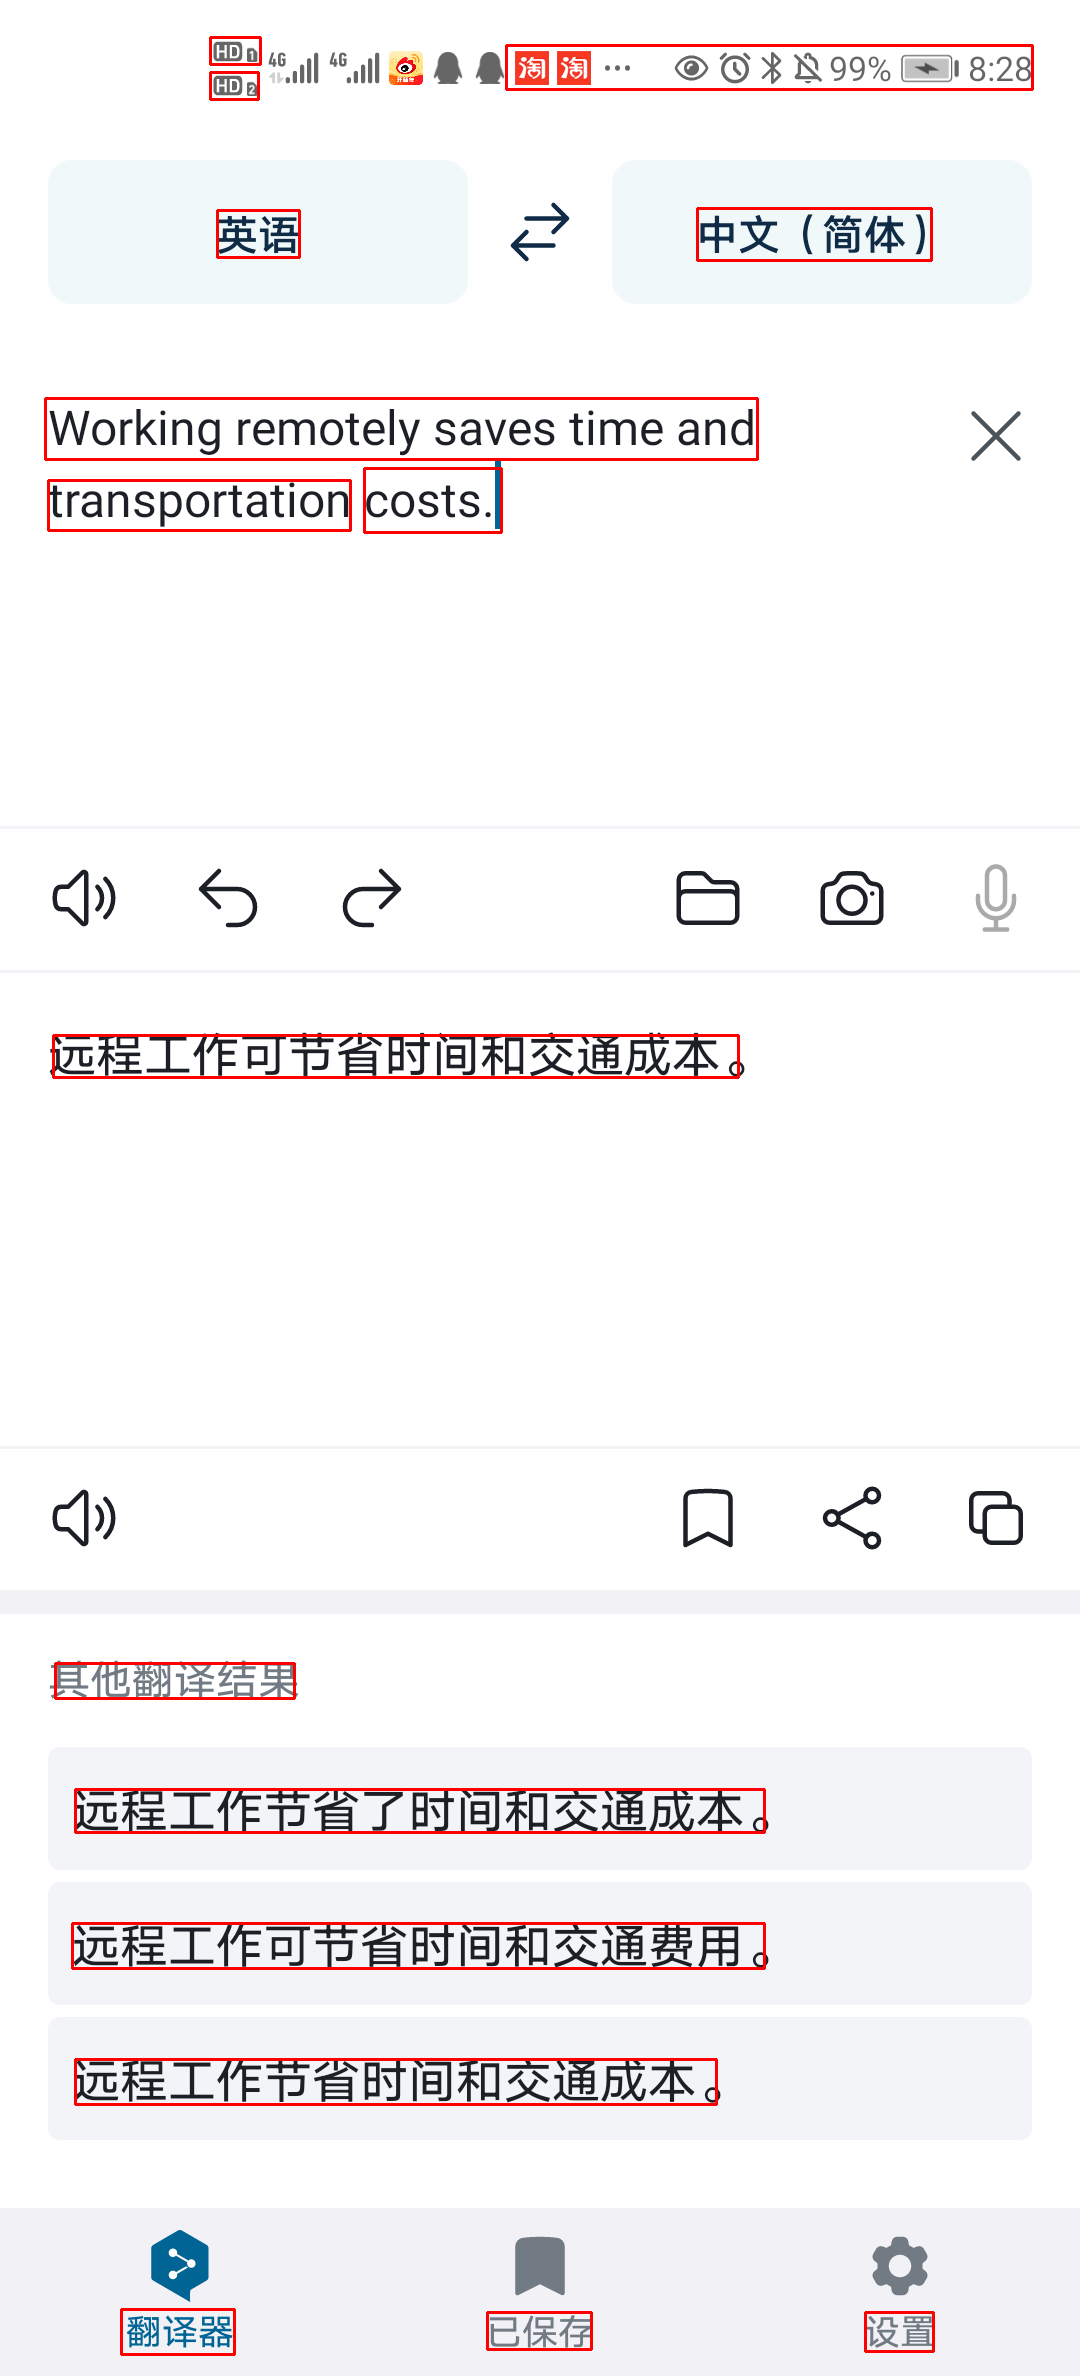 HD 1 4G 4G 淘 淘 ... 99% 8:28
HD 2
英语 中文（简体）
Working remotely saves time and
transportation costs.
远程工作可节省时间和交通成本。
其他翻译结果
远程工作节省了时间和交通成本。
远程工作可节省时间和交通费用。
远程工作节省时间和交通成本。
翻译器 已保存 设置